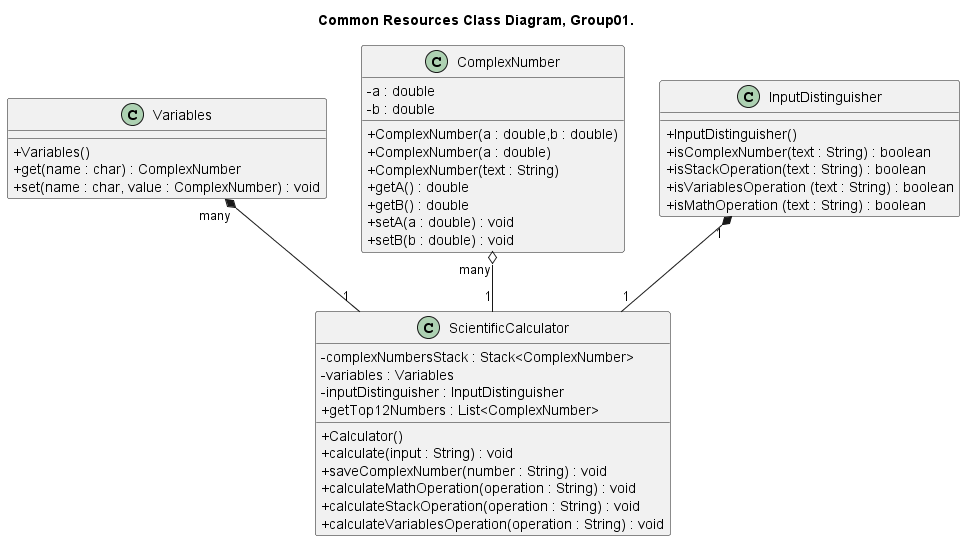 Common Resources Class Diagram, Group01.
C Variables
+Variables()
+get(name : char) : ComplexNumber
+set(name : char, value : ComplexNumber) : void
C ComplexNumber
-a : double
-b : double
+ComplexNumber(a : double,b : double)
+ComplexNumber(a : double)
+ComplexNumber(text : String)
+getA() : double
+getB() : double
+setA(a : double) : void
+setB(b : double) : void
C InputDistinguisher
+InputDistinguisher()
+isComplexNumber(text : String) : boolean
+isStackOperation(text : String) : boolean
+isVariablesOperation (text : String) : boolean
+isMathOperation (text : String) : boolean
many
many
1
1
1
1
C ScientificCalculator
-complexNumbersStack : Stack<ComplexNumber>
-variables : Variables
-inputDistinguisher : InputDistinguisher
+getTop12Numbers : List<ComplexNumber>
+Calculator()
+calculate(input : String) : void
+saveComplexNumber(number : String) : void
+calculateMathOperation(operation : String) : void
+calculateStackOperation(operation : String) : void
+calculateVariablesOperation(operation : String) : void